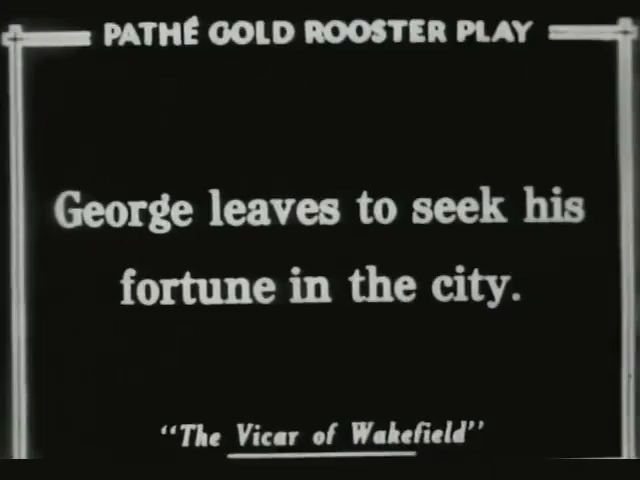 PATHÉ GOLD ROOSTER PLAY
George leaves to seek his
fortune in the city.
"The Vicar of Wakefield"